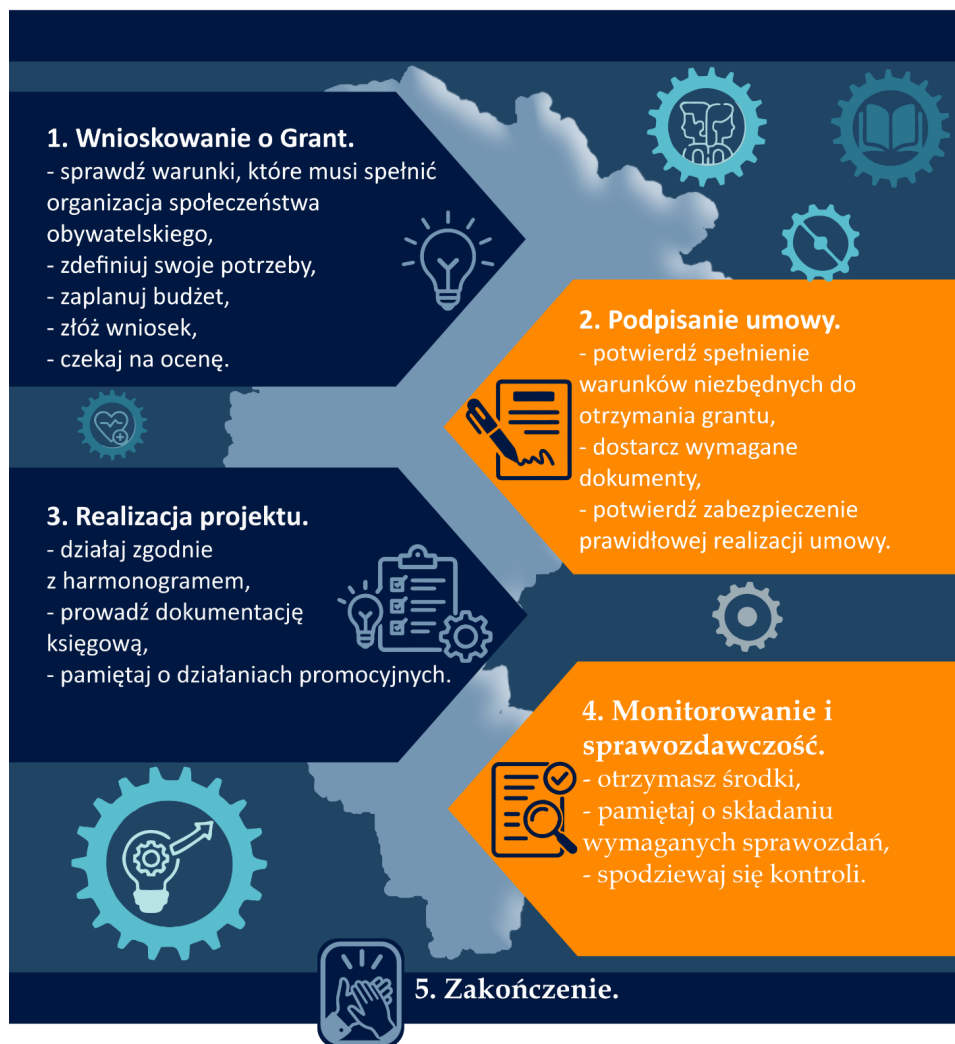 1. Wnioskowanie o Grant.
- sprawdź warunki, które musi spełnić
organizacja społeczeństwa
obywatelskiego,
- zdefiniuj swoje potrzeby,
- zaplanuj budżet,
- złóż wniosek,
- czekaj na ocenę.
2. Podpisanie umowy.
- potwierdź spełnienie
warunków niezbędnych do
otrzymania grantu,
- dostarcz wymagane
dokumenty,
- potwierdź zabezpieczenie
prawidłowej realizacji umowy.
3. Realizacja projektu.
- działaj zgodnie
z harmonogramem,
- prowadź dokumentację
księgową,
- pamiętaj o działaniach promocyjnych.
4. Monitorowanie i
sprawozdawczość.
- otrzymasz środki,
- pamiętaj o składaniu
wymaganych sprawozdań,
- spodziewaj się kontroli.
5. Zakończenie.